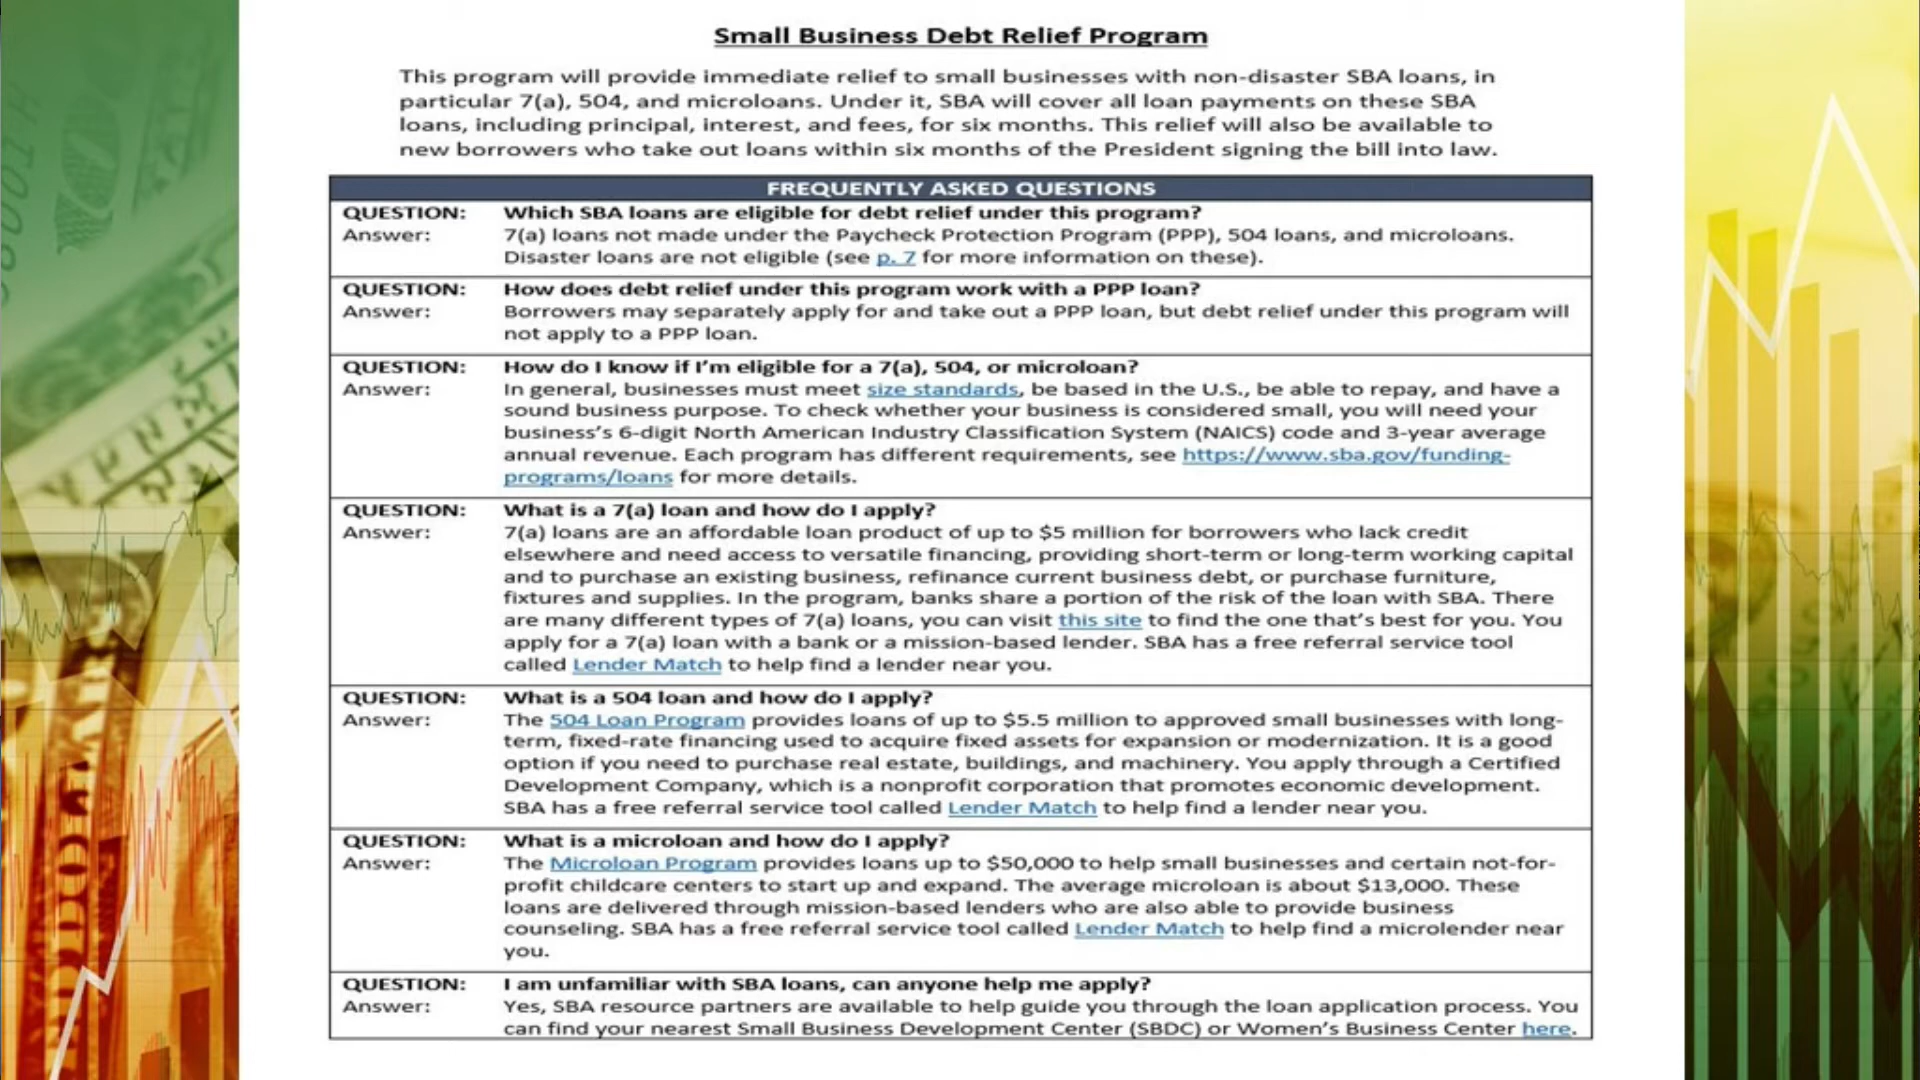 Small Business Debt Relief Program
This program will provide immediate relief to small businesses with non-disaster SBA loans, in
particular 7(a), 504, and microloans. Under it, SBA will cover all loan payments on these SBA
loans, including principal, interest, and fees, for six months. This relief will also be available to
new borrowers who take out loans within six months of the President signing the bill into law.
FREQUENTLY ASKED QUESTIONS
QUESTION: Which SBA loans are eligible for debt relief under this program?
Answer: 7(a) loans not made under the Paycheck Protection Program (PPP), 504 loans, and microloans.
Disaster loans are not eligible (see p. 7 for more information on these).
QUESTION: How does debt relief under this program work with a PPP loan?
Answer: Borrowers may separately apply for and take out a PPP loan, but debt relief under this program will
not apply to a PPP loan.
QUESTION: How do I know if I'm eligible for a 7(a), 504, or microloan?
Answer: In general, businesses must meet size standards, be based in the U.S., be able to repay, and have a
sound business purpose. To check whether your business is considered small, you will need your
business's 6-digit North American Industry Classification System (NAICS) code and 3-year average
annual revenue. Each program has different requirements, see https://www.sba.gov/funding-
programs/loans for more details.
QUESTION: What is a 7(a) loan and how do I apply?
Answer: 7(a) loans are an affordable loan product of up to $5 million for borrowers who lack credit
elsewhere and need access to versatile financing, providing short-term or long-term working capital
and to purchase an existing business, refinance current business debt, or purchase furniture,
fixtures and supplies. In the program, banks share a portion of the risk of the loan with SBA. There
are many different types of 7(a) loans, you can visit this site to find the one that's best for you. You
apply for a 7(a) loan with a bank or a mission-based lender. SBA has a free referral service tool
called Lender Match to help find a lender near you.
QUESTION: What is a 504 loan and how do I apply?
Answer: The 504 Loan Program provides loans of up to $5.5 million to approved small businesses with long-
term, fixed-rate financing used to acquire fixed assets for expansion or modernization. It is a good
option if you need to purchase real estate, buildings, and machinery. You apply through a Certified
Development Company, which is a nonprofit corporation that promotes economic development.
SBA has a free referral service tool called Lender Match to help find a lender near you.
QUESTION: What is a microloan and how do I apply?
Answer: The Microloan Program provides loans up to $50,000 to help small businesses and certain not-for-
profit childcare centers to start up and expand. The average microloan is about $13,000. These
loans are delivered through mission-based lenders who are also able to provide business
counseling. SBA has a free referral service tool called Lender Match to help find a microlender near
you.
QUESTION: I am unfamiliar with SBA loans, can anyone help me apply?
Answer: Yes, SBA resource partners are available to help guide you through the loan application process. You
can find your nearest Small Business Development Center (SBDC) or Women's Business Center here.